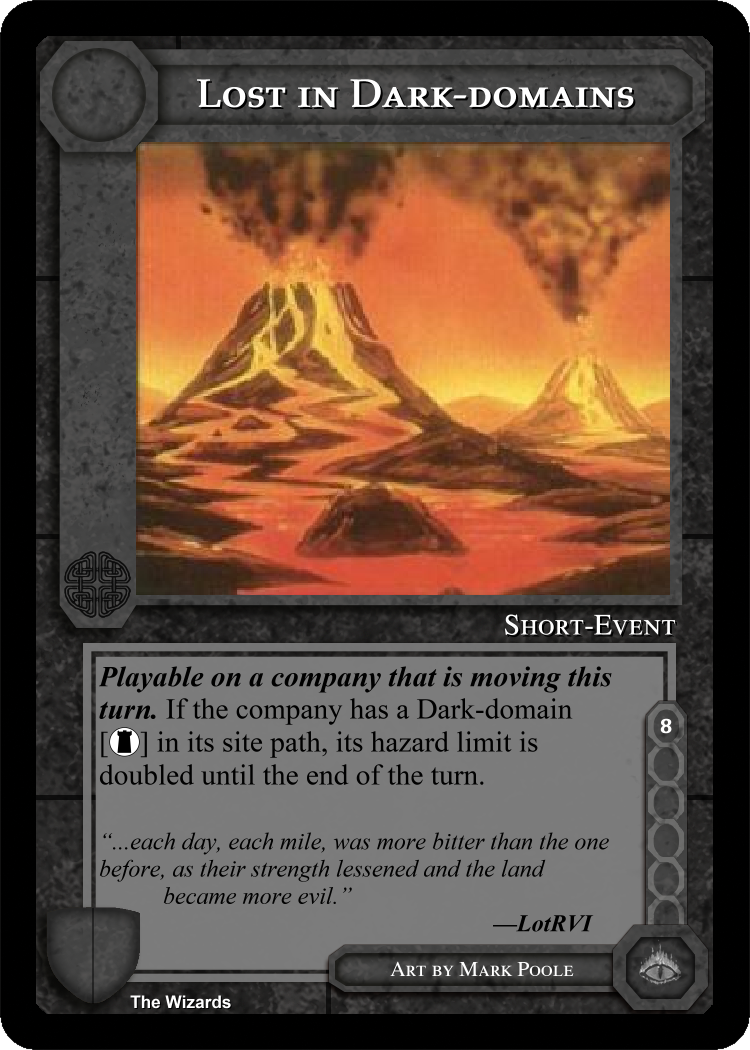 Lost in Dark-domains
Short-Event
Playable on a company that is moving this
turn. If the company has a Dark-domain
[] in its site path, its hazard limit is
doubled until the end of the turn.
8
“...each day, each mile, was more bitter than the one
before, as their strength lessened and the land
became more evil.”
—LotRVI
Art by Mark Poole
The Wizards